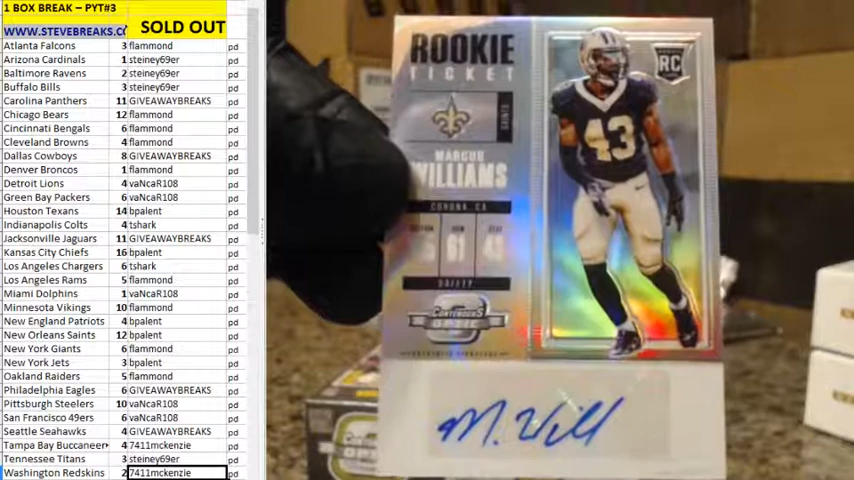 1 BOX BREAK – PYT#3
WWW.STEVEBREAKS.C
SOLD OUT
Atlanta Falcons 3 flammond pd
Arizona Cardinals 1 steiney69er pd
Baltimore Ravens 2 steiney69er pd
Buffalo Bills 3 steiney69er pd
Carolina Panthers 11 GIVEAWAYBREAKS pd
Chicago Bears 12 flammond pd
Cincinnati Bengals 6 flammond pd
Cleveland Browns 4 flammond pd
Dallas Cowboys 8 GIVEAWAYBREAKS pd
Denver Broncos 1 flammond pd
Detroit Lions 4 vaNcaR108 pd
Green Bay Packers 6 vaNcaR108 pd
Houston Texans 14 bpalent pd
Indianapolis Colts 4 tshark pd
Jacksonville Jaguars 11 GIVEAWAYBREAKS pd
Kansas City Chiefs 16 bpalent pd
Los Angeles Chargers 6 tshark pd
Los Angeles Rams 5 flammond pd
Miami Dolphins 1 vaNcaR108 pd
Minnesota Vikings 10 flammond pd
New England Patriots 4 bpalent pd
New Orleans Saints 12 bpalent pd
New York Giants 6 flammond pd
New York Jets 3 bpalent pd
Oakland Raiders 5 flammond pd
Philadelphia Eagles 6 GIVEAWAYBREAKS pd
Pittsburgh Steelers 10 vaNcaR108 pd
San Francisco 49ers 6 vaNcaR108 pd
Seattle Seahawks 4 GIVEAWAYBREAKS pd
Tampa Bay Buccaneer 4 7411mckenzie pd
Tennessee Titans 3 steiney69er pd
Washington Redskins 2 7411mckenzie pd
ROOKIE
TICKET
SAINTS
MARCUS
WILLIAMS
CORONA, CA
61 43
SAFETY
CONTENDERS
OPTIC
AUTHENTIC SIGNATURE
RC
43
M. Will